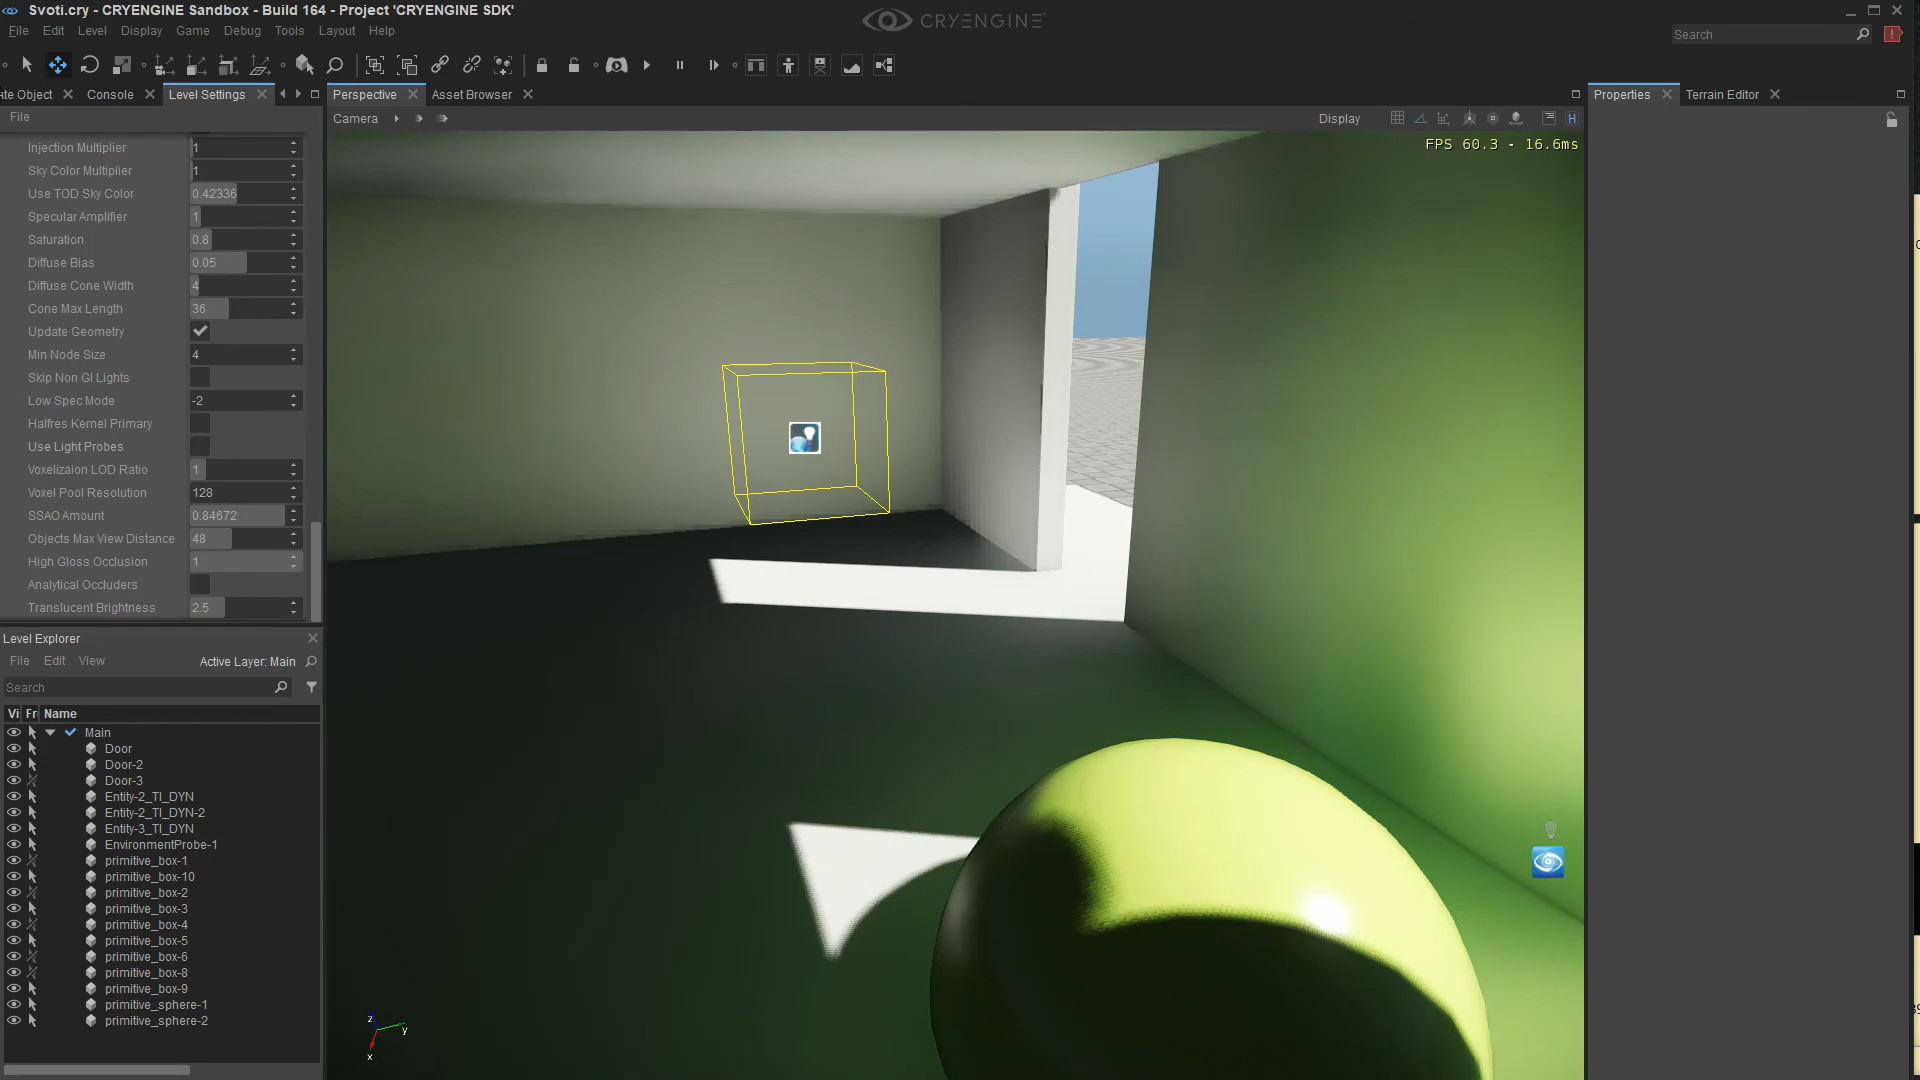 Svoti.cry - CRYENGINE Sandbox - Build 164 - Project 'CRYENGINE SDK'
CRYENGINE
File Edit Level Display Game Debug Tools Layout Help
Search
te Object Console Level Settings
Perspective Asset Browser
Properties Terrain Editor
File
Camera
Display
H
FPS 60.3 - 16.6ms
Injection Multiplier 1
Sky Color Multiplier 1
Use TOD Sky Color 0.42336
Specular Amplifier 1
Saturation 0.8
Diffuse Bias 0.05
Diffuse Cone Width 4
Cone Max Length 36
Update Geometry
Min Node Size 4
Skip Non GI Lights
Low Spec Mode -2
Halfres Kernel Primary
Use Light Probes
Voxelizaion LOD Ratio 1
Voxel Pool Resolution 128
SSAO Amount 0.84672
Objects Max View Distance 48
High Gloss Occlusion 1
Analytical Occluders
Translucent Brightness 2.5
Level Explorer
File Edit View Active Layer: Main
Search
Vi Fr Name
Main
Door
Door-2
Door-3
Entity-2_TI_DYN
Entity-2_TI_DYN-2
Entity-3_TI_DYN
EnvironmentProbe-1
primitive_box-1
primitive_box-10
primitive_box-2
primitive_box-3
primitive_box-4
primitive_box-5
primitive_box-6
primitive_box-8
primitive_box-9
primitive_sphere-1
primitive_sphere-2
z
y
x